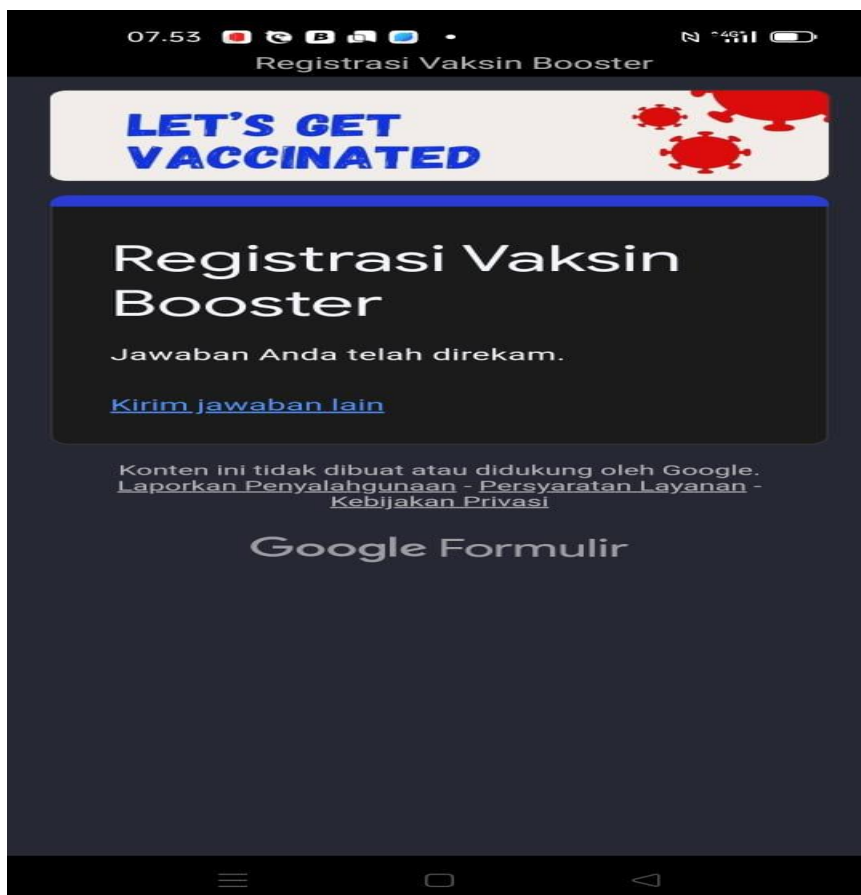 07.53
Registrasi Vaksin Booster
LET'S GET
VACCINATED
Registrasi Vaksin
Booster
Jawaban Anda telah direkam.
Kirim jawaban lain
Konten ini tidak dibuat atau didukung oleh Google.
Laporkan Penyalahgunaan - Persyaratan Layanan -
Kebijakan Privasi
Google Formulir